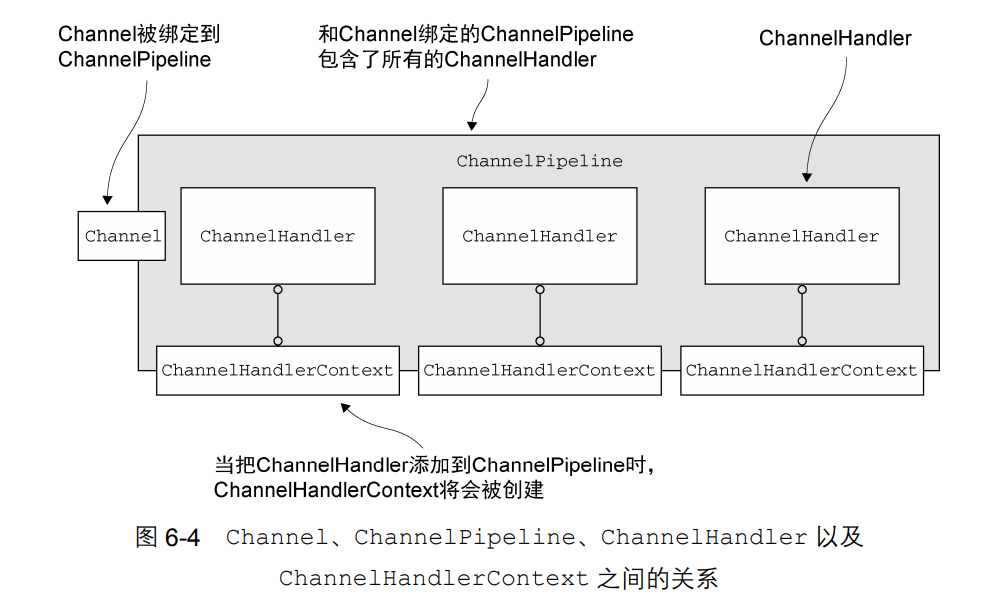 Channel被绑定到
ChannelPipeline
和Channel绑定的ChannelPipeline
包含了所有的ChannelHandler
ChannelHandler
ChannelPipeline
Channel
ChannelHandler
ChannelHandler
ChannelHandler
ChannelHandlerContext
ChannelHandlerContext
ChannelHandlerContext
当把ChannelHandler添加到ChannelPipeline时，
ChannelHandlerContext将会被创建
图 6-4 Channel、ChannelPipeline、ChannelHandler 以及
ChannelHandlerContext 之间的关系